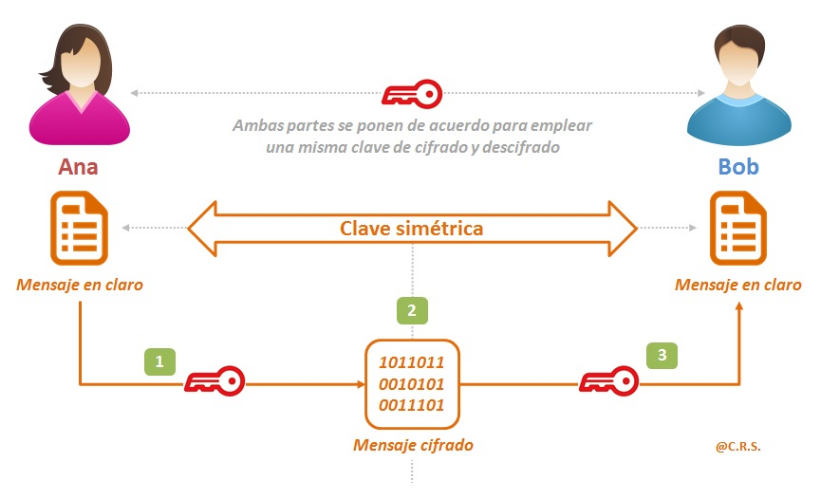 Ambas partes se ponen de acuerdo para emplear
una misma clave de cifrado y descifrado
Ana
Bob
Clave simétrica
Mensaje en claro
Mensaje en claro
2
1
3
1011011
0010101
0011101
Mensaje cifrado
@C.R.S.